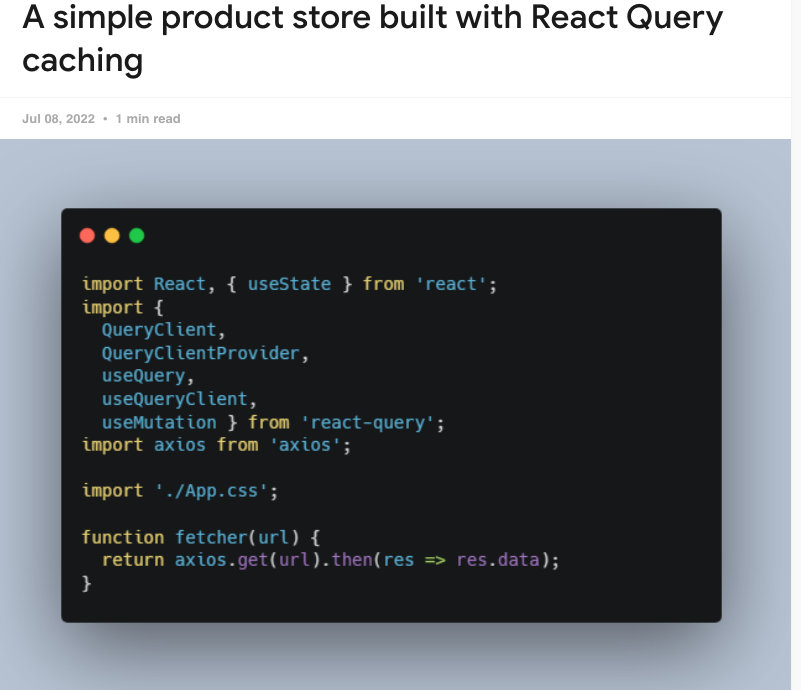 A simple product store built with React Query
caching
Jul 08, 2022 • 1 min read
import React, { useState } from 'react';
import {
  QueryClient,
  QueryClientProvider,
  useQuery,
  useQueryClient,
  useMutation } from 'react-query';
import axios from 'axios';
import './App.css';
function fetcher(url) {
  return axios.get(url).then(res => res.data);
}